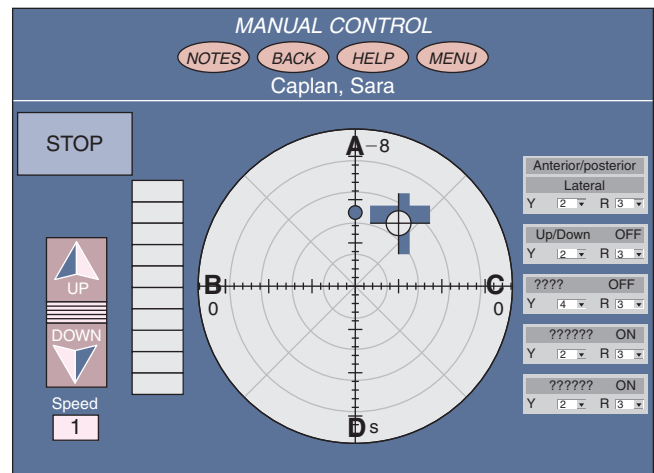 MANUAL CONTROL
NOTES BACK HELP MENU
Caplan, Sara
STOP
UP
DOWN
Speed
1
A –8
B
0
C
0
D s
Anterior/posterior
Lateral
Y 2 R 3
Up/Down OFF
Y 2 R 3
???? OFF
Y 4 R 3
?????? ON
Y 2 R 3
?????? ON
Y 2 R 3